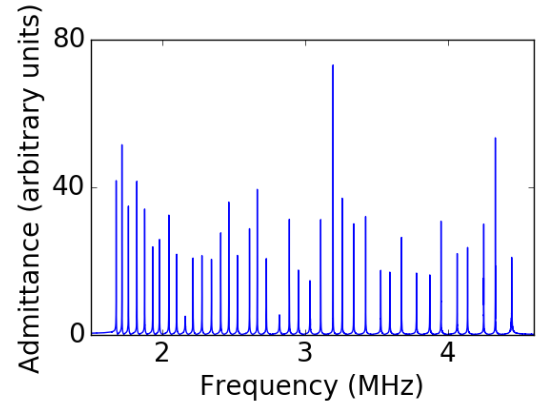 80
40
0
Admittance (arbitrary units)
2 3 4
Frequency (MHz)